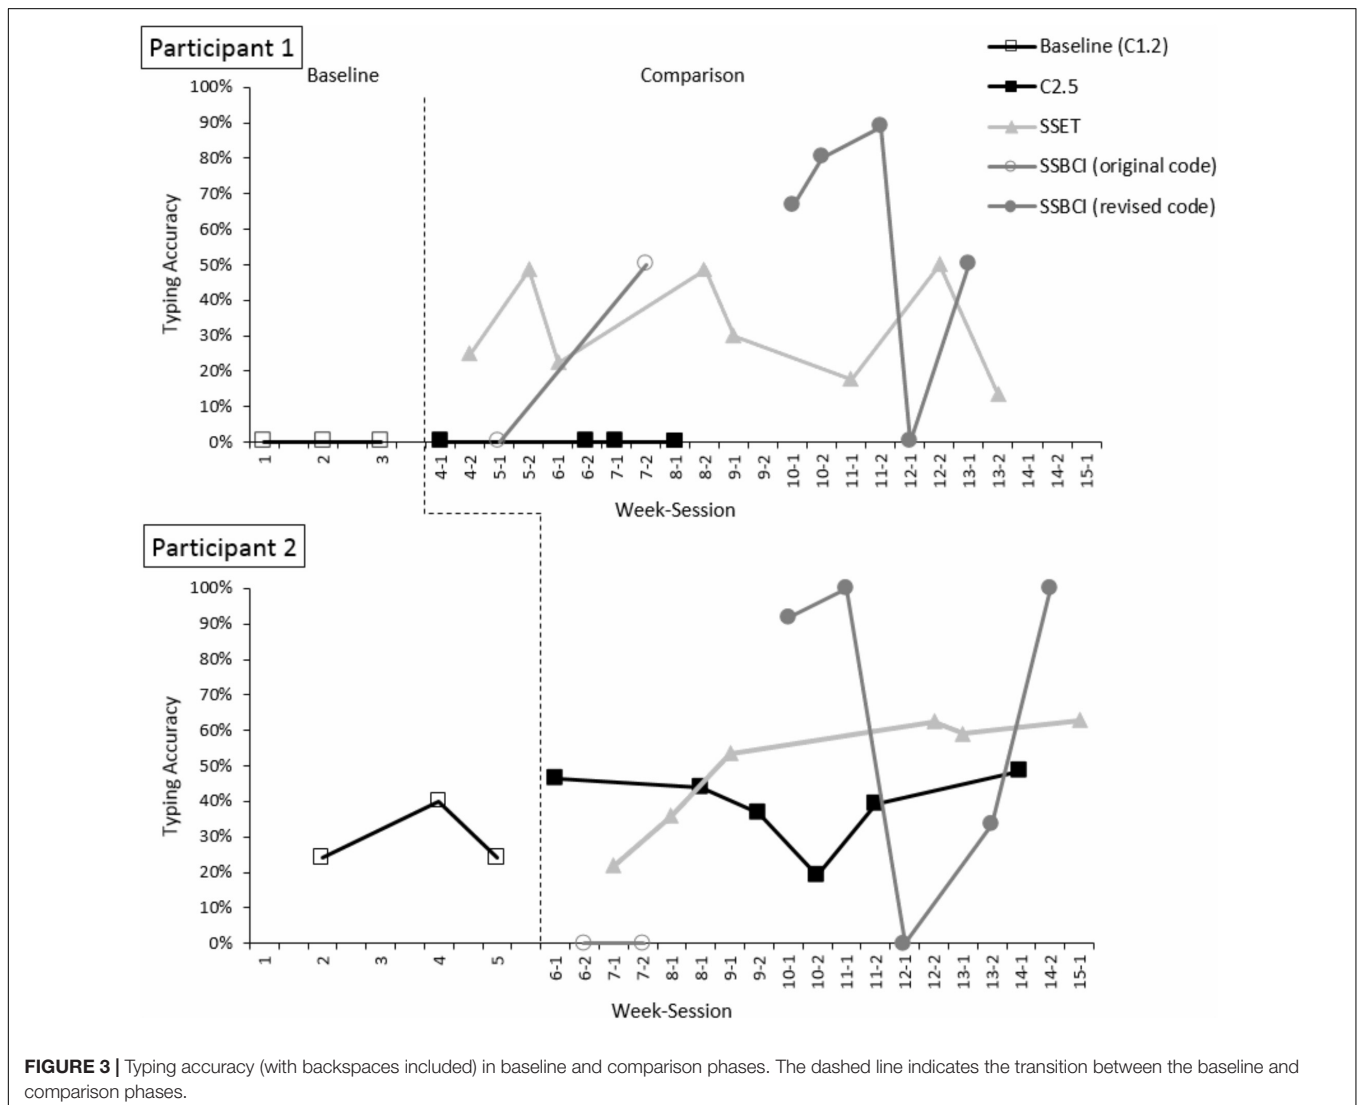 Participant 1
Baseline
Comparison
Baseline (C1.2)
C2.5
SSET
SSBCI (original code)
SSBCI (revised code)
Typing Accuracy
100%
90%
80%
70%
60%
50%
40%
30%
20%
10%
0%
1 2 3 4-1 4-2 5-1 5-2 6-1 6-2 7-1 7-2 8-1 8-2 9-1 9-2 10-1 10-2 11-1 11-2 12-1 12-2 13-1 13-2 14-1 14-2 15-1
Week-Session
Participant 2
Typing Accuracy
100%
90%
80%
70%
60%
50%
40%
30%
20%
10%
0%
1 2 3 4 5 6-1 6-2 7-1 7-2 8-1 8-1 9-1 9-2 10-1 10-2 11-1 11-2 12-1 12-2 13-1 13-2 14-1 14-2 15-1
Week-Session
FIGURE 3 | Typing accuracy (with backspaces included) in baseline and comparison phases. The dashed line indicates the transition between the baseline and
comparison phases.